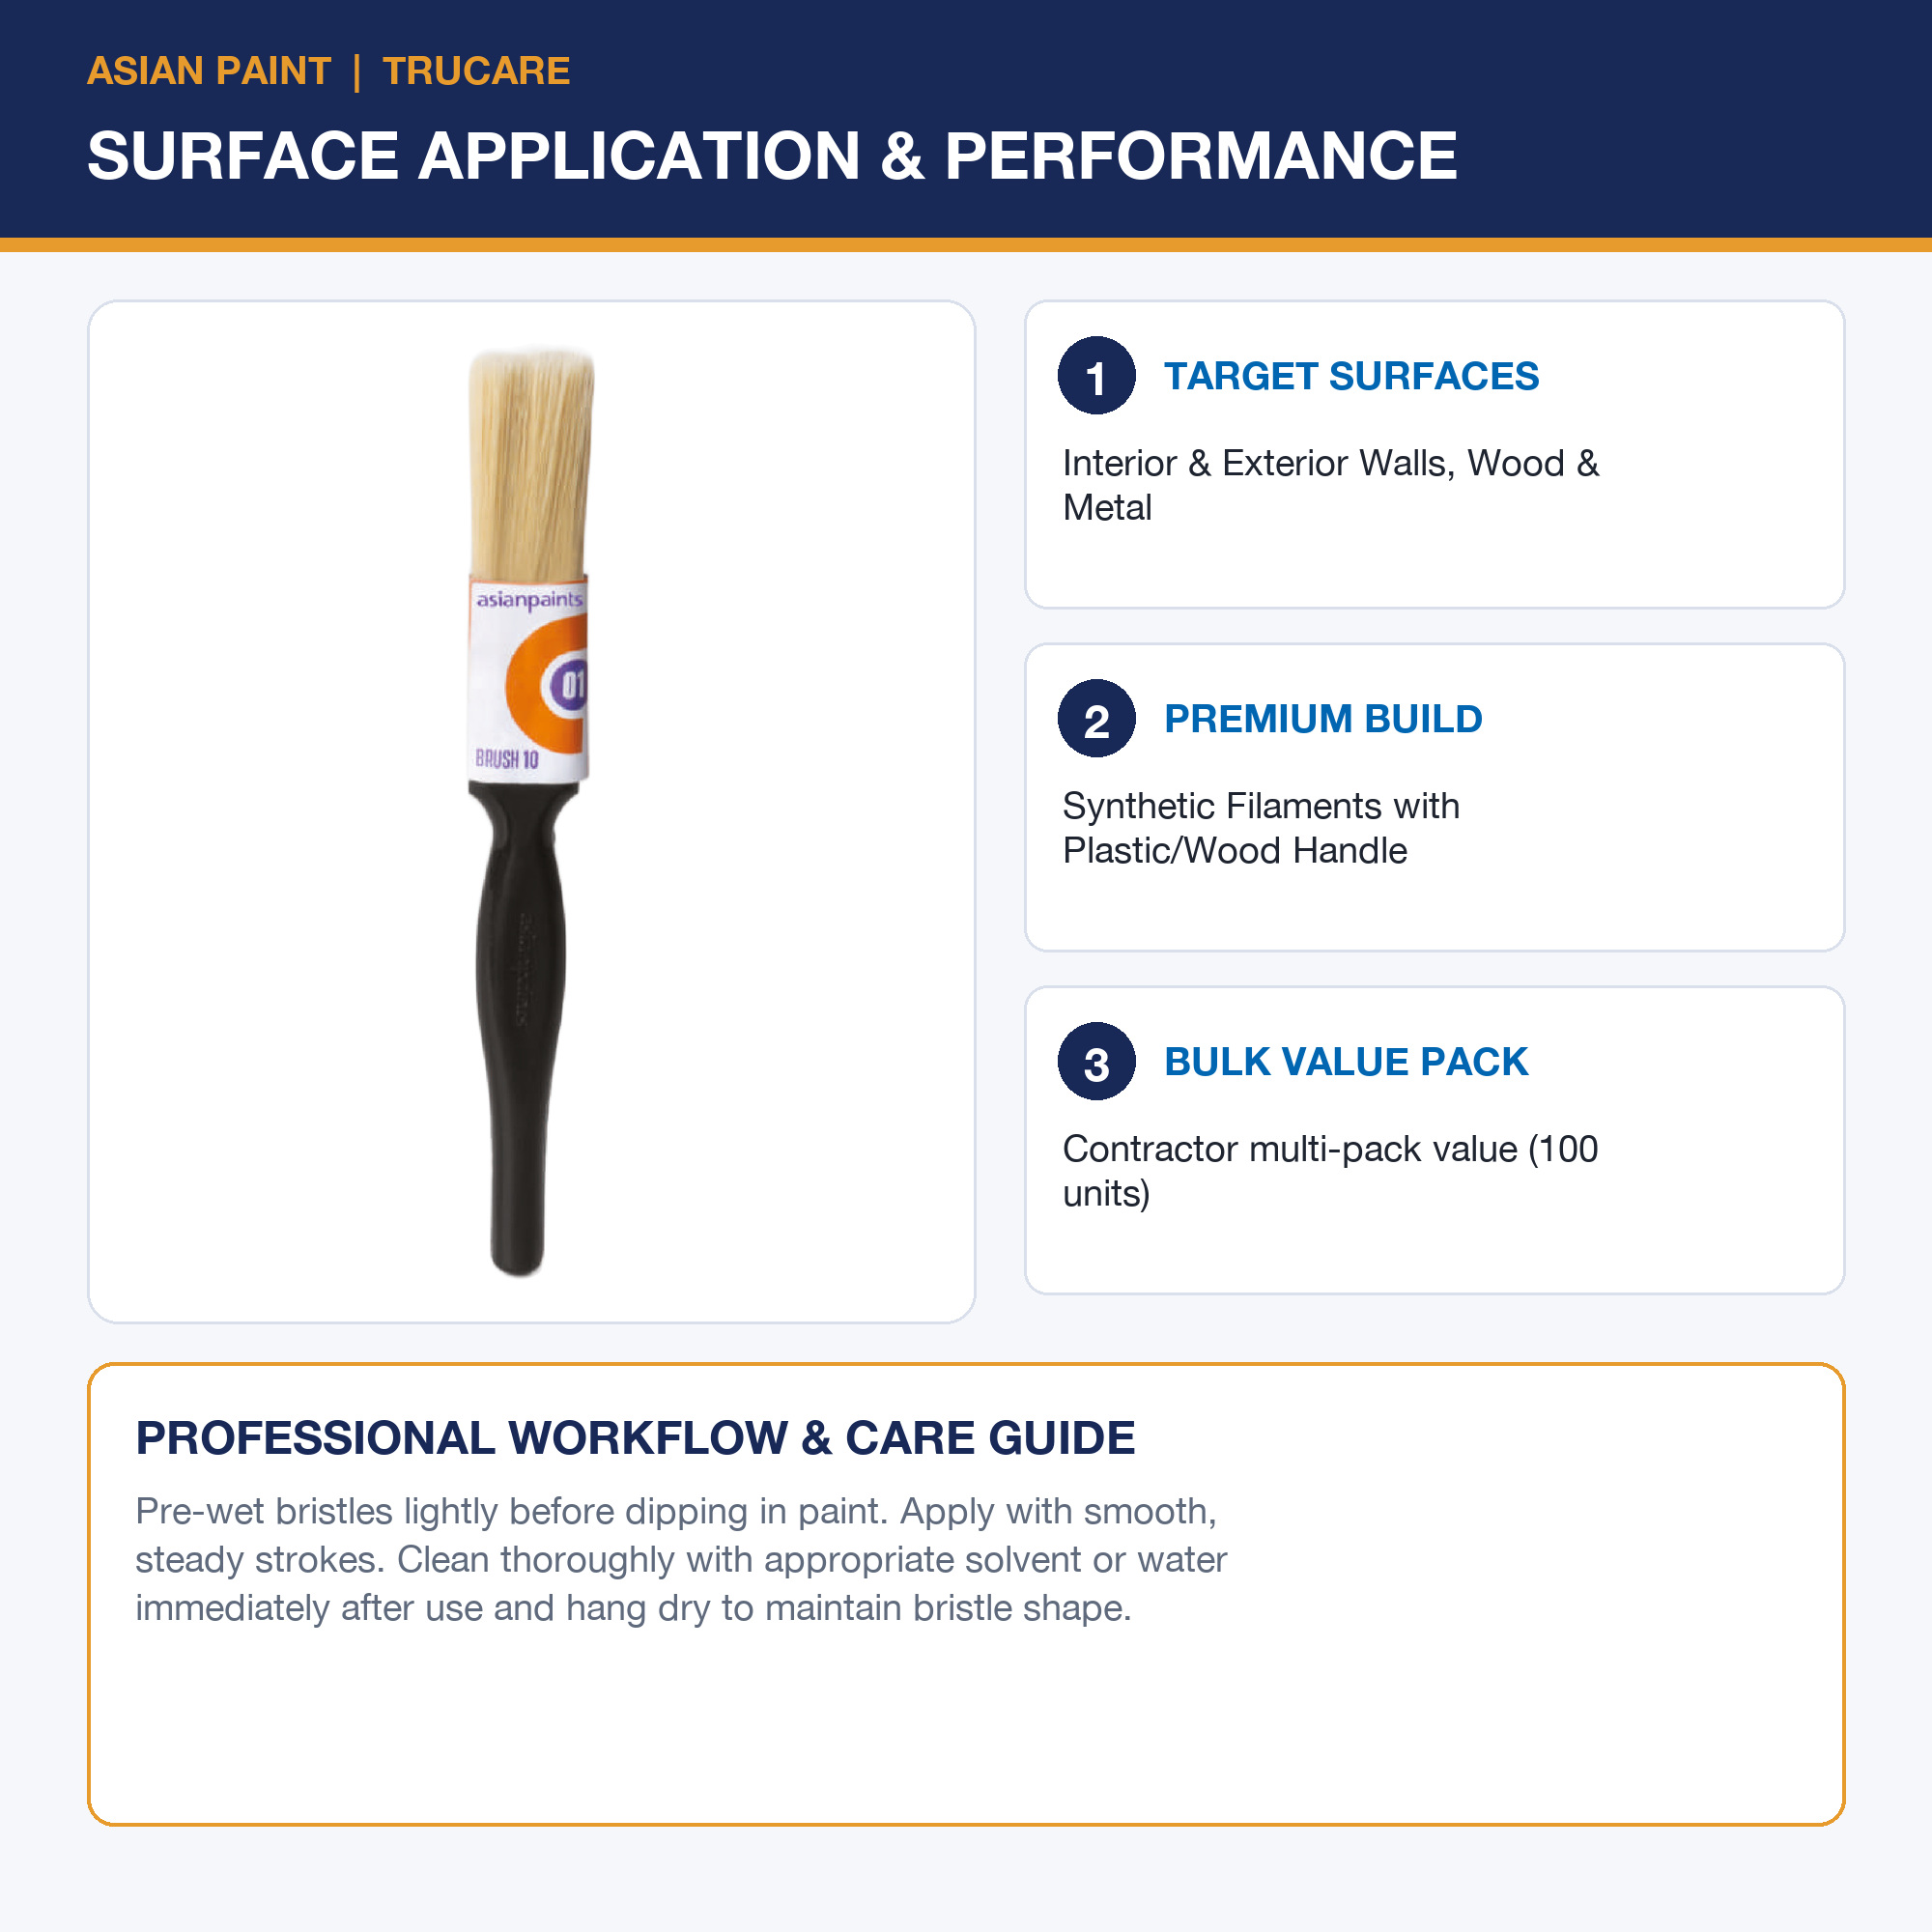 ASIAN PAINT | TRUCARE
SURFACE APPLICATION & PERFORMANCE
asianpaints
01
BRUSH 10
1 TARGET SURFACES
Interior & Exterior Walls, Wood &
Metal
2 PREMIUM BUILD
Synthetic Filaments with
Plastic/Wood Handle
3 BULK VALUE PACK
Contractor multi-pack value (100
units)
PROFESSIONAL WORKFLOW & CARE GUIDE
Pre-wet bristles lightly before dipping in paint. Apply with smooth,
steady strokes. Clean thoroughly with appropriate solvent or water
immediately after use and hang dry to maintain bristle shape.